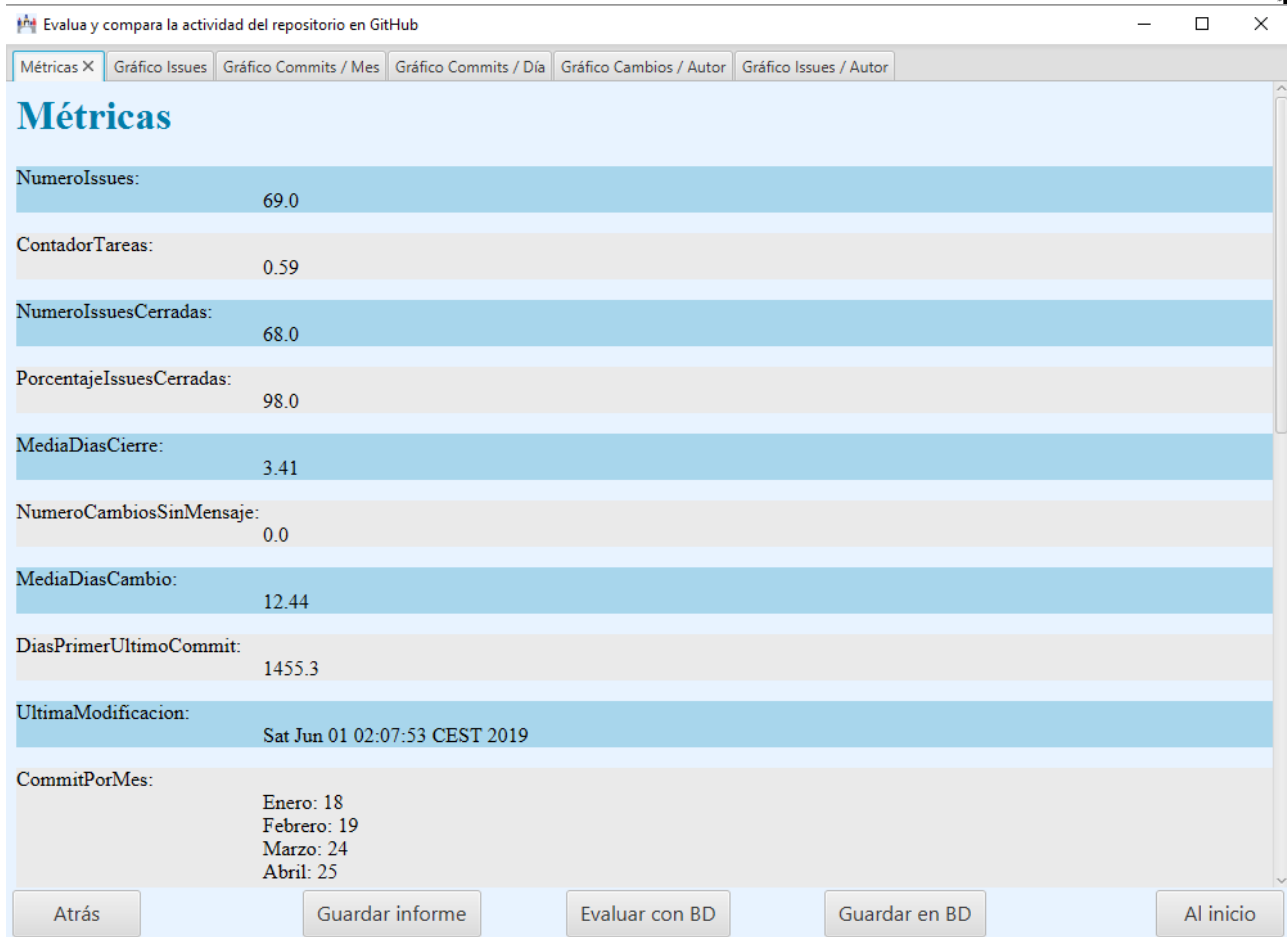 Evalua y compara la actividad del repositorio en GitHub
Métricas Gráfico Issues Gráfico Commits / Mes Gráfico Commits / Día Gráfico Cambios / Autor Gráfico Issues / Autor
Métricas
NumeroIssues:
69.0
ContadorTareas:
0.59
NumeroIssuesCerradas:
68.0
PorcentajeIssuesCerradas:
98.0
MediaDiasCierre:
3.41
NumeroCambiosSinMensaje:
0.0
MediaDiasCambio:
12.44
DiasPrimerUltimoCommit:
1455.3
UltimaModificacion:
Sat Jun 01 02:07:53 CEST 2019
CommitPorMes:
Enero: 18
Febrero: 19
Marzo: 24
Abril: 25
Atrás Guardar informe Evaluar con BD Guardar en BD Al inicio